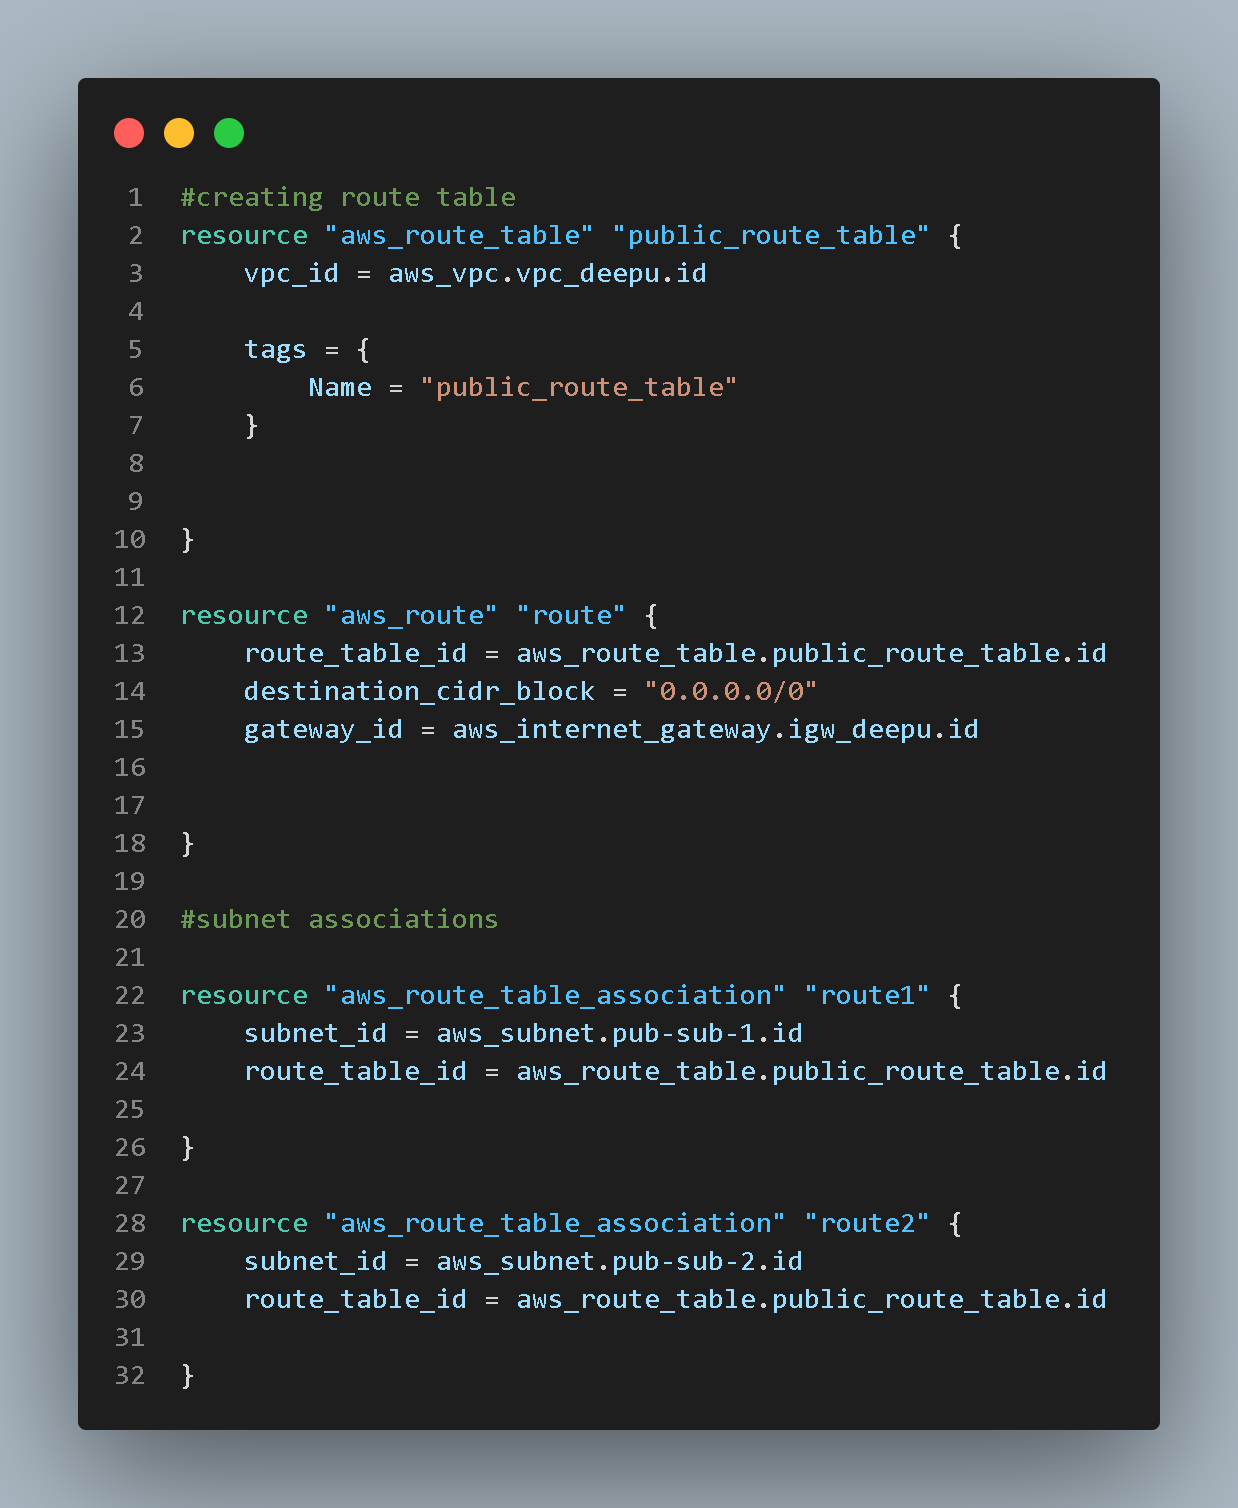 1 #creating route table
2 resource "aws_route_table" "public_route_table" {
3     vpc_id = aws_vpc.vpc_deepu.id
4
5     tags = {
6         Name = "public_route_table"
7     }
8
9
10 }
11
12 resource "aws_route" "route" {
13     route_table_id = aws_route_table.public_route_table.id
14     destination_cidr_block = "0.0.0.0/0"
15     gateway_id = aws_internet_gateway.igw_deepu.id
16
17
18 }
19
20 #subnet associations
21
22 resource "aws_route_table_association" "route1" {
23     subnet_id = aws_subnet.pub-sub-1.id
24     route_table_id = aws_route_table.public_route_table.id
25
26 }
27
28 resource "aws_route_table_association" "route2" {
29     subnet_id = aws_subnet.pub-sub-2.id
30     route_table_id = aws_route_table.public_route_table.id
31
32 }